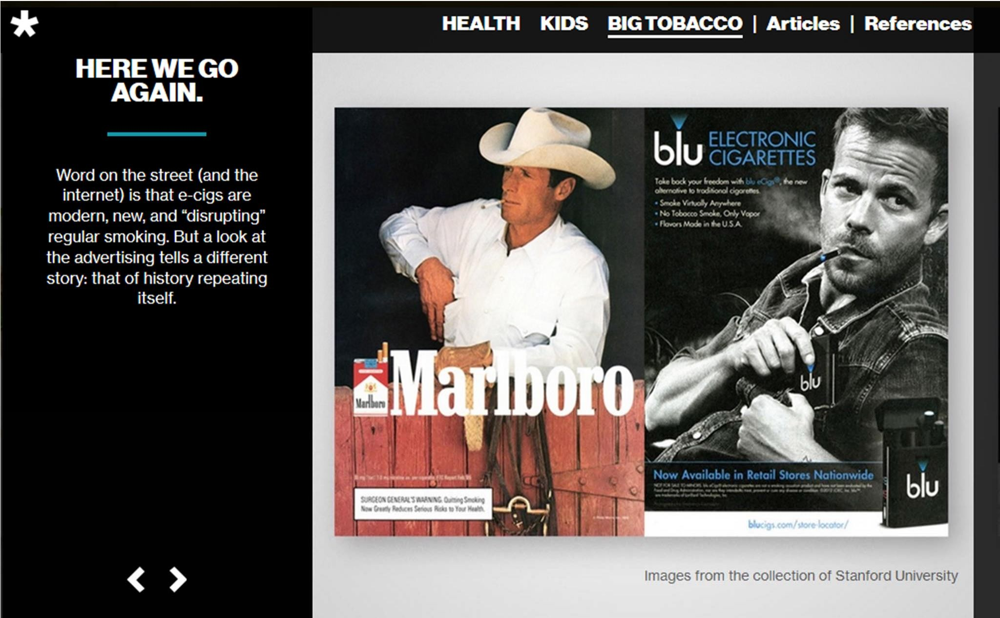 HEALTH KIDS BIG TOBACCO | Articles | References
HERE WE GO
AGAIN.
Word on the street (and the
internet) is that e-cigs are
modern, new, and “disrupting”
regular smoking. But a look at
the advertising tells a different
story: that of history repeating
itself.
Marlboro
Marlboro
SURGEON GENERAL'S WARNING: Quitting Smoking
Now Greatly Reduces Serious Risks to Your Health.
blu ELECTRONIC
CIGARETTES
Take back your freedom with blu eCigs®, the new
alternative to traditional cigarettes.
• Smoke Virtually Anywhere
• No Tobacco Smoke, Only Vapor
• Flavors Made in the U.S.A.
blu
Now Available in Retail Stores Nationwide
blu
blucigs.com/store-locator/
Images from the collection of Stanford University